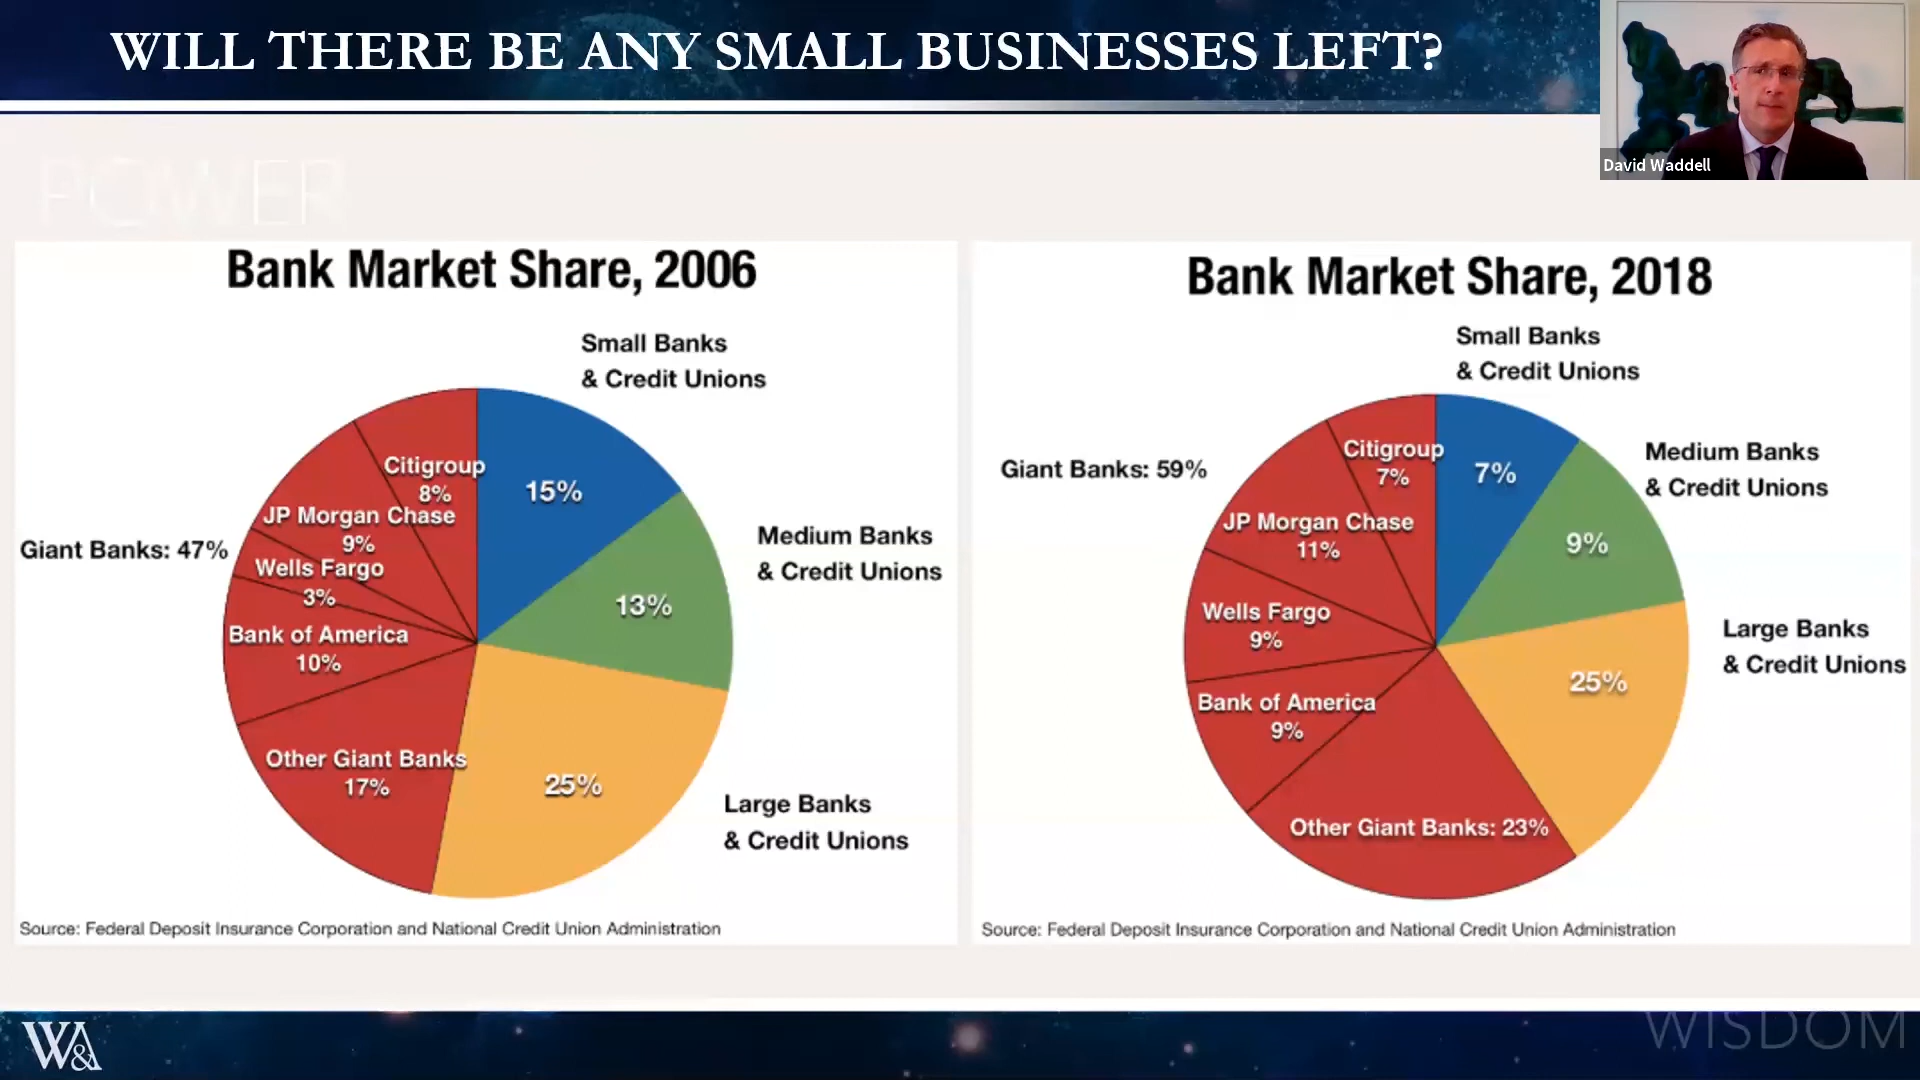 WILL THERE BE ANY SMALL BUSINESSES LEFT?
David Waddell
POWER
Bank Market Share, 2006
Small Banks
& Credit Unions
15%
Medium Banks
& Credit Unions
13%
Large Banks
& Credit Unions
25%
Giant Banks: 47%
Citigroup
8%
JP Morgan Chase
9%
Wells Fargo
3%
Bank of America
10%
Other Giant Banks
17%
Source: Federal Deposit Insurance Corporation and National Credit Union Administration
Bank Market Share, 2018
Small Banks
& Credit Unions
7%
Medium Banks
& Credit Unions
9%
Large Banks
& Credit Unions
25%
Giant Banks: 59%
Citigroup
7%
JP Morgan Chase
11%
Wells Fargo
9%
Bank of America
9%
Other Giant Banks: 23%
Source: Federal Deposit Insurance Corporation and National Credit Union Administration
W&A
WISDOM